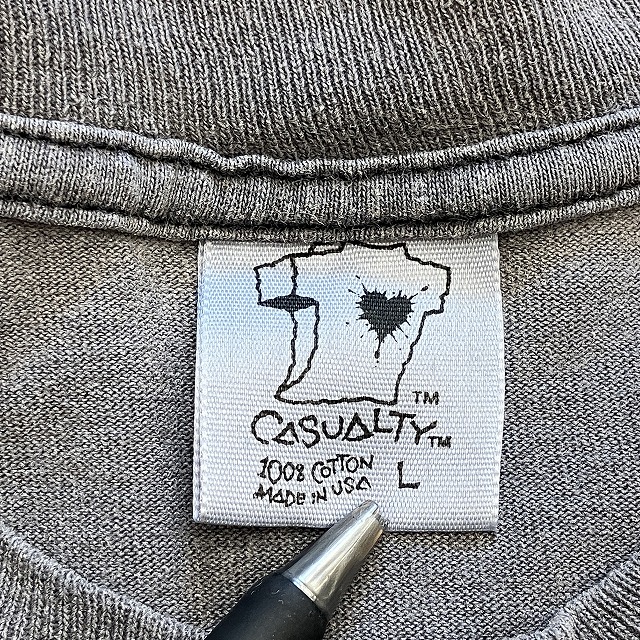 TM
CASUALTY TM
100% COTTON
MADE IN USA
L